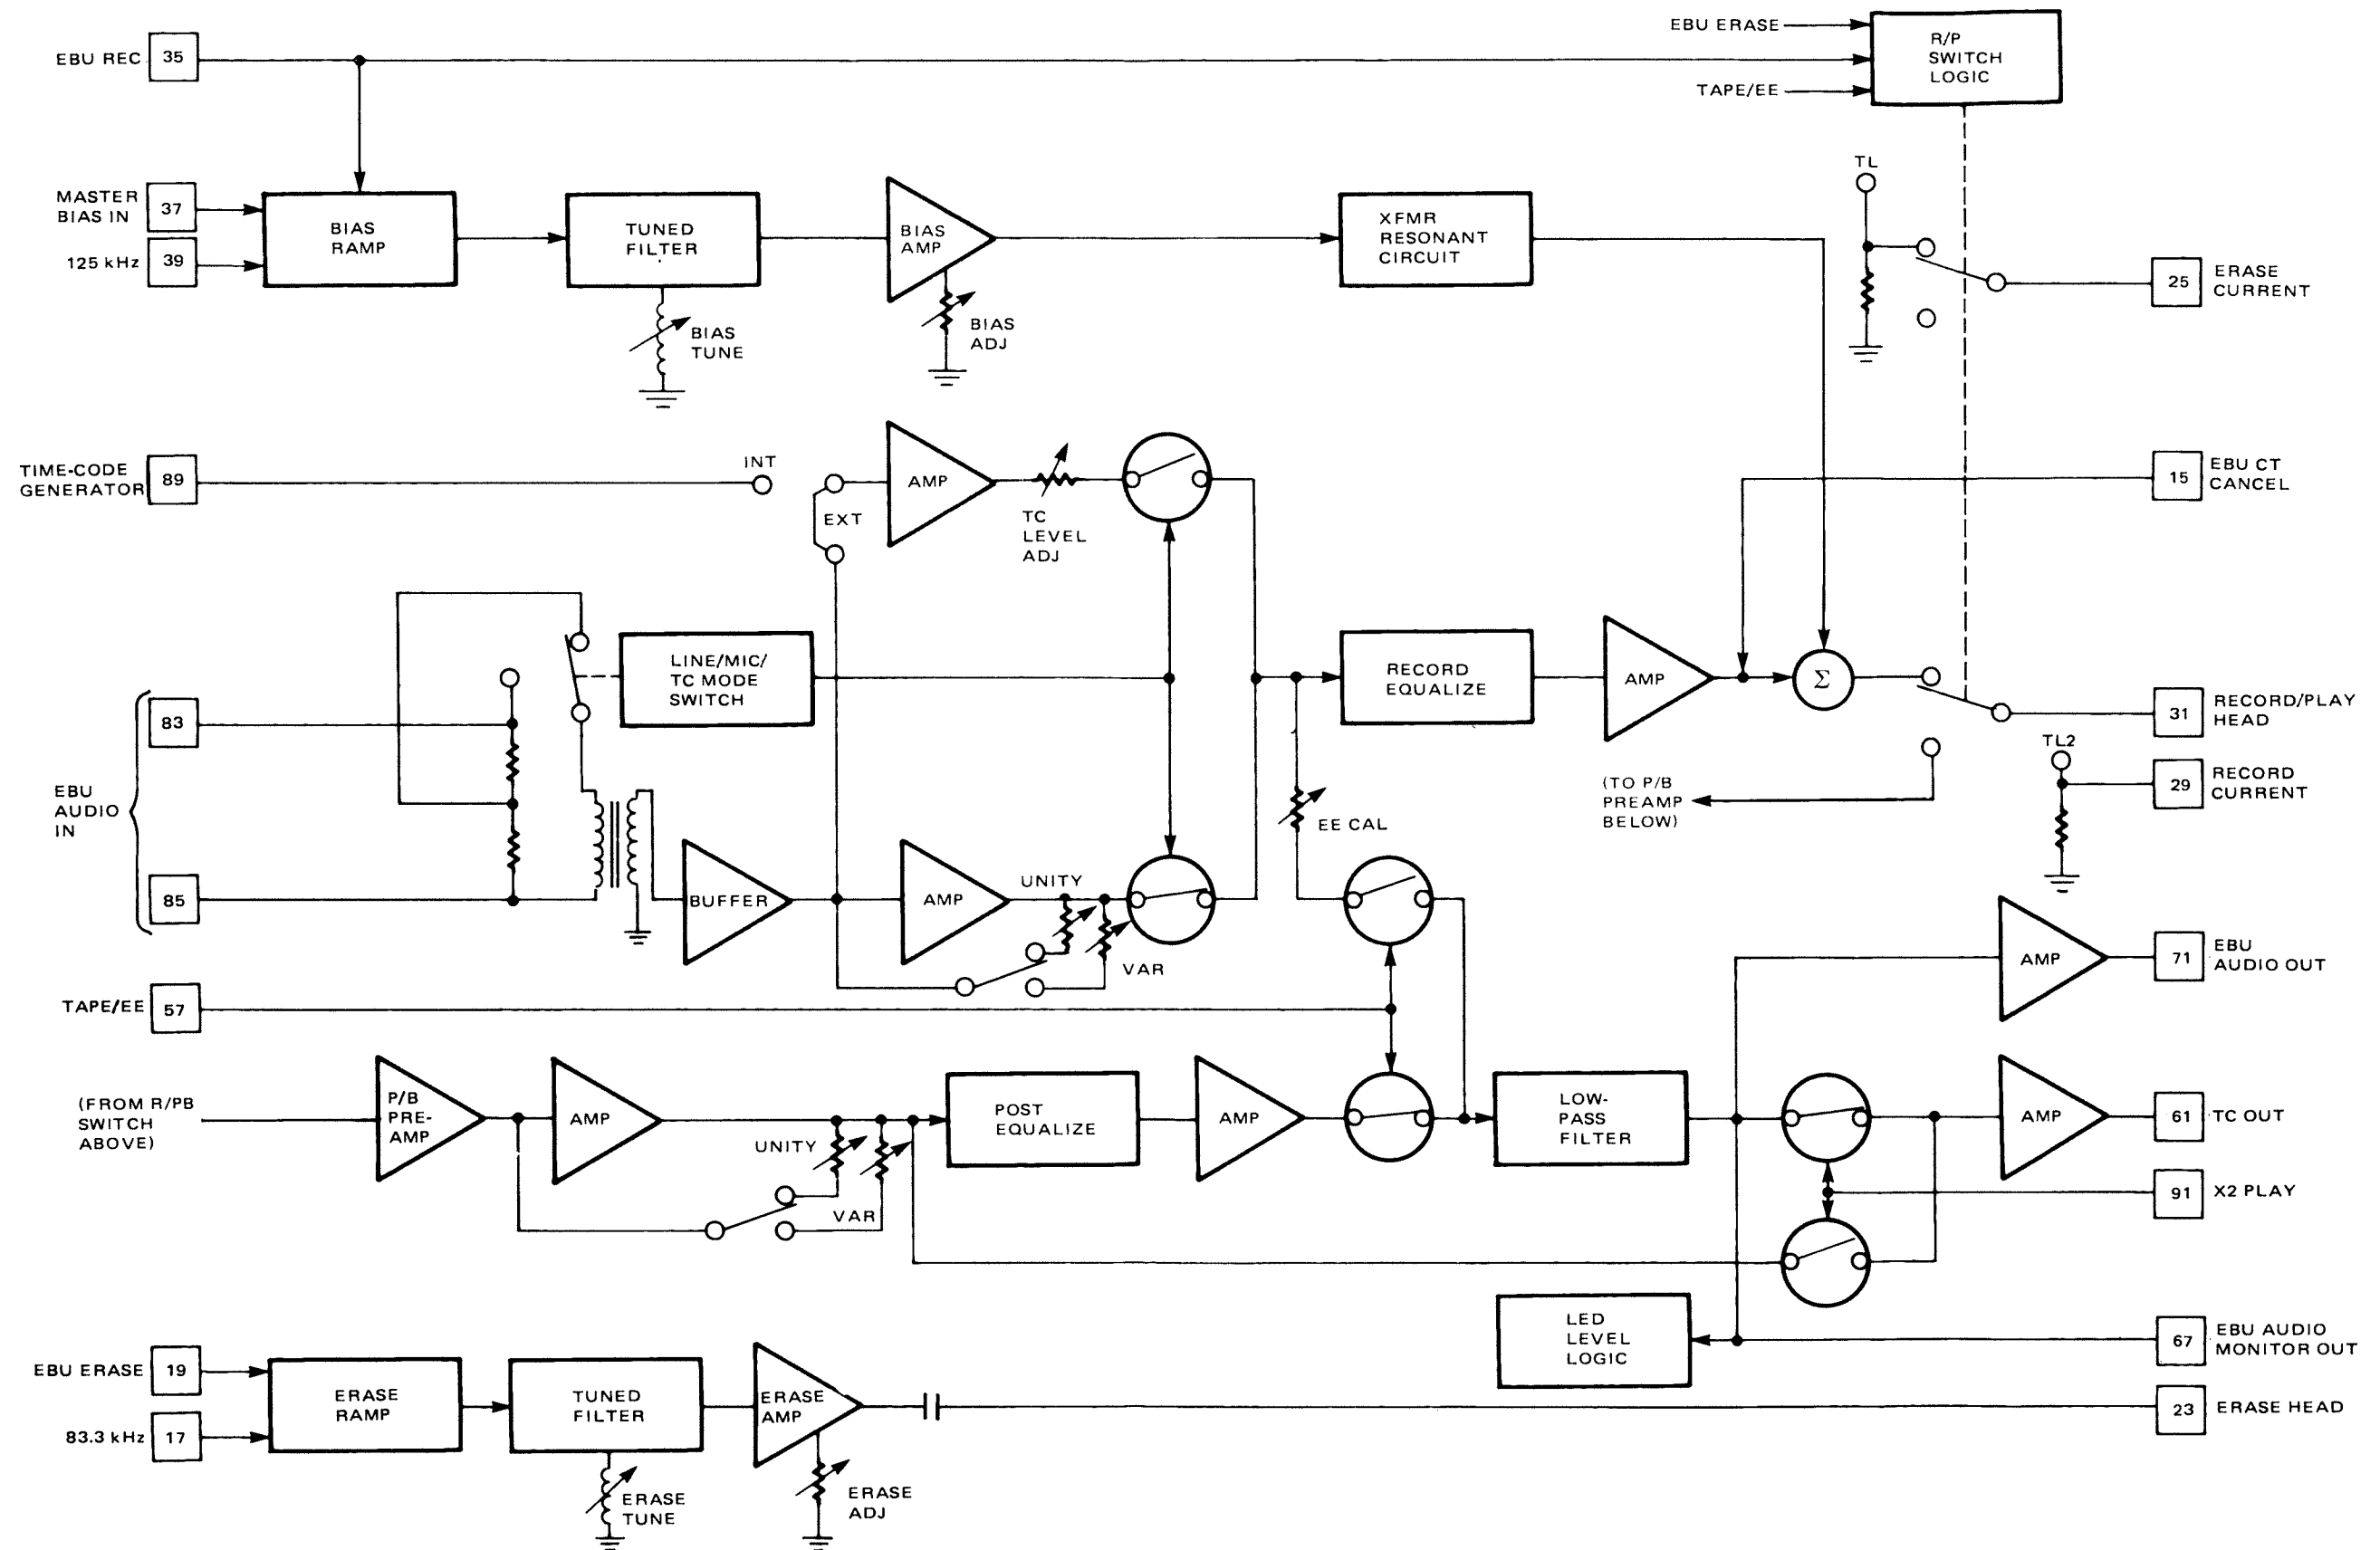 EBU ERASE
EBU REC
35
R/P
SWITCH
LOGIC
TAPE/EE
TL
MASTER
BIAS IN
37
125 kHz
39
BIAS
RAMP
TUNED
FILTER
BIAS
AMP
XFMR
RESONANT
CIRCUIT
25
ERASE
CURRENT
BIAS
TUNE
BIAS
ADJ
TIME-CODE
GENERATOR
89
INT
EXT
AMP
TC
LEVEL
ADJ
15
EBU CT
CANCEL
LINE/MIC/
TC MODE
SWITCH
RECORD
EQUALIZE
AMP
Σ
31
RECORD/PLAY
HEAD
TL2
29
RECORD
CURRENT
(TO P/B
PREAMP
BELOW)
EBU
AUDIO
IN
83
85
EE CAL
BUFFER
AMP
UNITY
VAR
AMP
71
EBU
AUDIO OUT
TAPE/EE
57
(FROM R/PB
SWITCH
ABOVE)
P/B
PRE-
AMP
AMP
UNITY
VAR
POST
EQUALIZE
AMP
LOW-
PASS
FILTER
AMP
61
TC OUT
91
X2 PLAY
LED
LEVEL
LOGIC
67
EBU AUDIO
MONITOR OUT
EBU ERASE
19
83.3 kHz
17
ERASE
RAMP
TUNED
FILTER
ERASE
AMP
23
ERASE HEAD
ERASE
TUNE
ERASE
ADJ